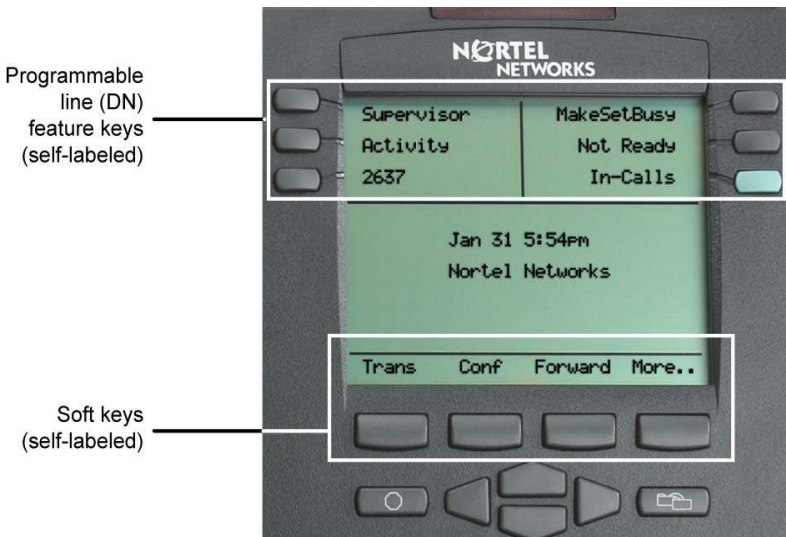 NORTEL
NETWORKS
Programmable
line (DN)
feature keys
(self-labeled)
Supervisor MakeSetBusy
Activity Not Ready
2637 In-Calls
Jan 31 5:54pm
Nortel Networks
Trans Conf Forward More..
Soft keys
(self-labeled)